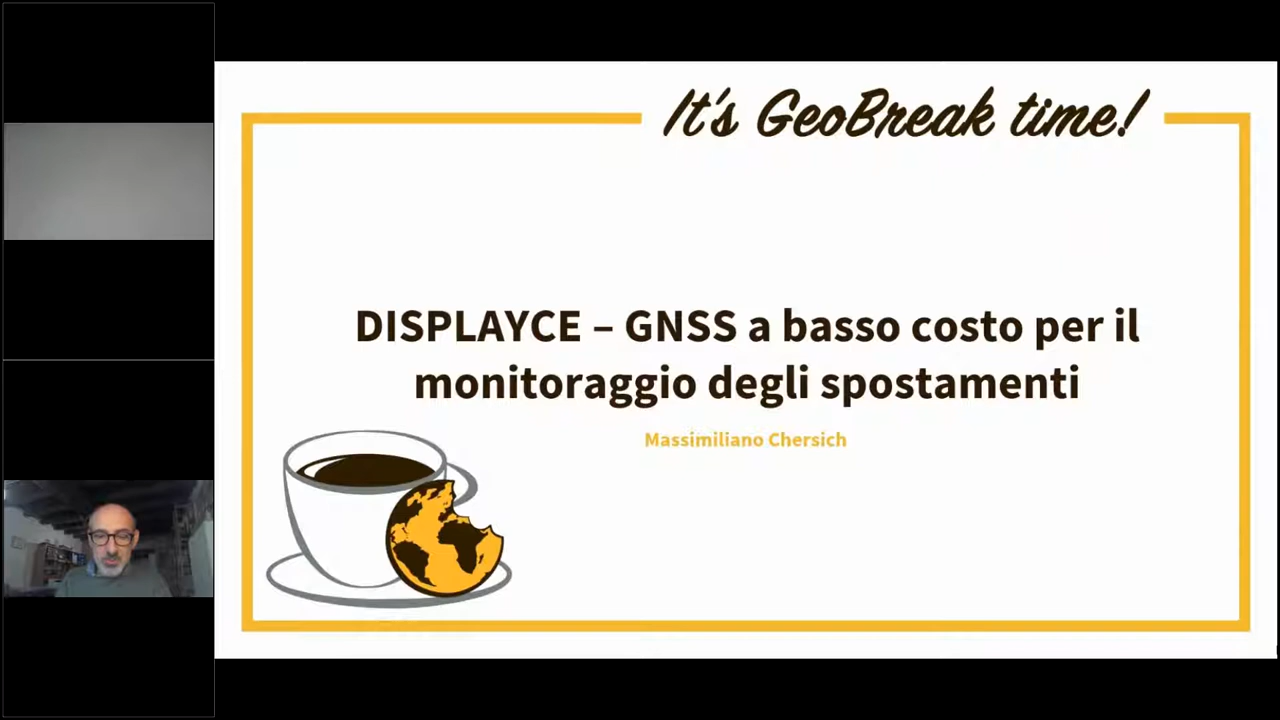 It's GeoBreak time!
DISPLAYCE – GNSS a basso costo per il
monitoraggio degli spostamenti
Massimiliano Chersich